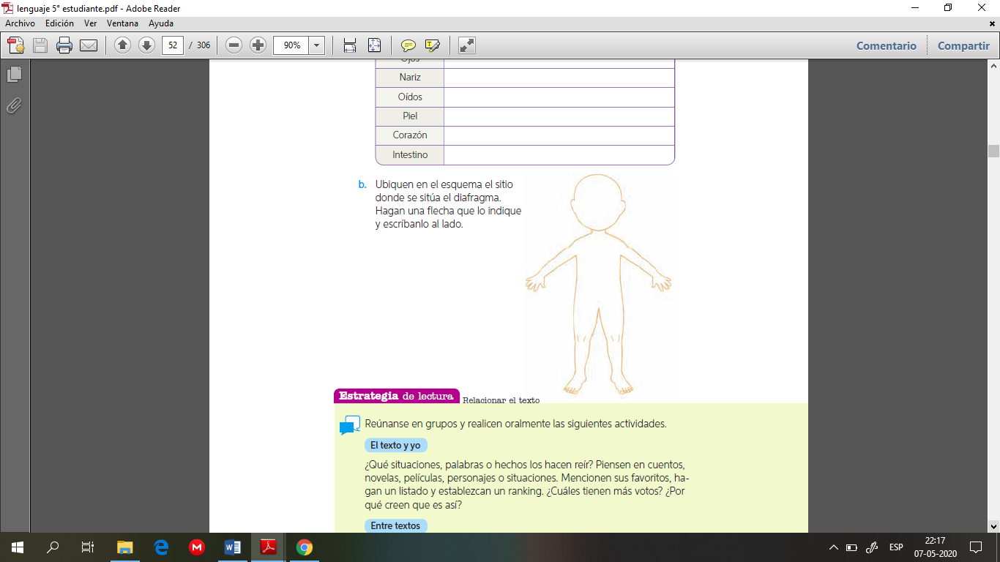 lenguaje 5° estudiante.pdf - Adobe Reader
Archivo Edición Ver Ventana Ayuda
52 / 306 90% Comentario Compartir
Ojos
Nariz
Oídos
Piel
Corazón
Intestino
b. Ubiquen en el esquema el sitio
donde se sitúa el diafragma.
Hagan una flecha que lo indique
y escríbanlo al lado.
Estrategia de lectura Relacionar el texto
Reúnanse en grupos y realicen oralmente las siguientes actividades.
El texto y yo
¿Qué situaciones, palabras o hechos los hacen reír? Piensen en cuentos,
novelas, películas, personajes o situaciones. Mencionen sus favoritos, ha-
gan un listado y establezcan un ranking. ¿Cuáles tienen más votos? ¿Por
qué creen que es así?
Entre textos
ESP
22:17
07-05-2020